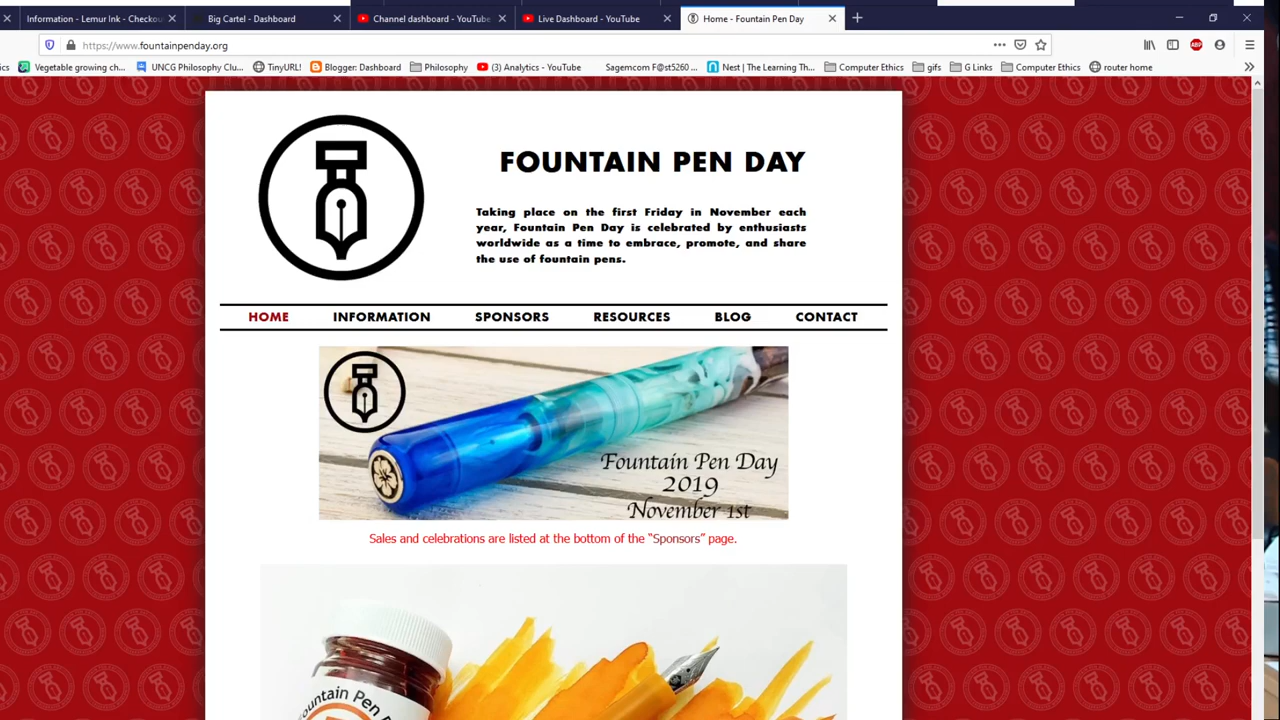 Information - Lemur Ink - Checkou
Big Cartel - Dashboard
Channel dashboard - YouTube
Live Dashboard - YouTube
Home - Fountain Pen Day
https://www.fountainpenday.org
ics
Vegetable growing ch...
UNCG Philosophy Clu...
TinyURL!
Blogger: Dashboard
Philosophy
(3) Analytics - YouTube
Sagemcom F@st5260 ...
Nest | The Learning Th...
Computer Ethics
gifs
G Links
Computer Ethics
router home
ABP
FOUNTAIN PEN DAY
Taking place on the first Friday in November each
year, Fountain Pen Day is celebrated by enthusiasts
worldwide as a time to embrace, promote, and share
the use of fountain pens.
HOME INFORMATION SPONSORS RESOURCES BLOG CONTACT
Fountain Pen Day
2019
November 1st
Sales and celebrations are listed at the bottom of the “Sponsors” page.
Fountain Pen